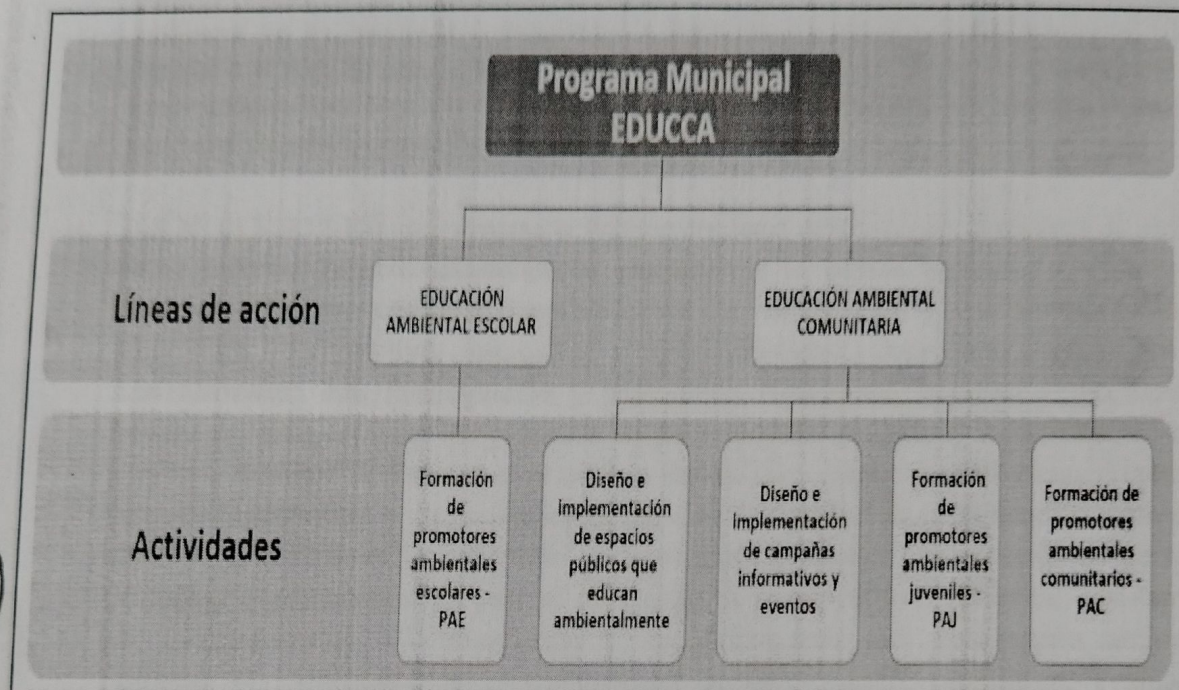 Programa Municipal
EDUCCA
Líneas de acción
EDUCACIÓN
AMBIENTAL ESCOLAR
EDUCACIÓN AMBIENTAL
COMUNITARIA
Actividades
Formación
de
promotores
ambientales
escolares -
PAE
Diseño e
implementación
de espacios
públicos que
educan
ambientalmente
Diseño e
implementación
de campañas
informativos y
eventos
Formación
de
promotores
ambientales
juveniles -
PAJ
Formación de
promotores
ambientales
comunitarios -
PAC